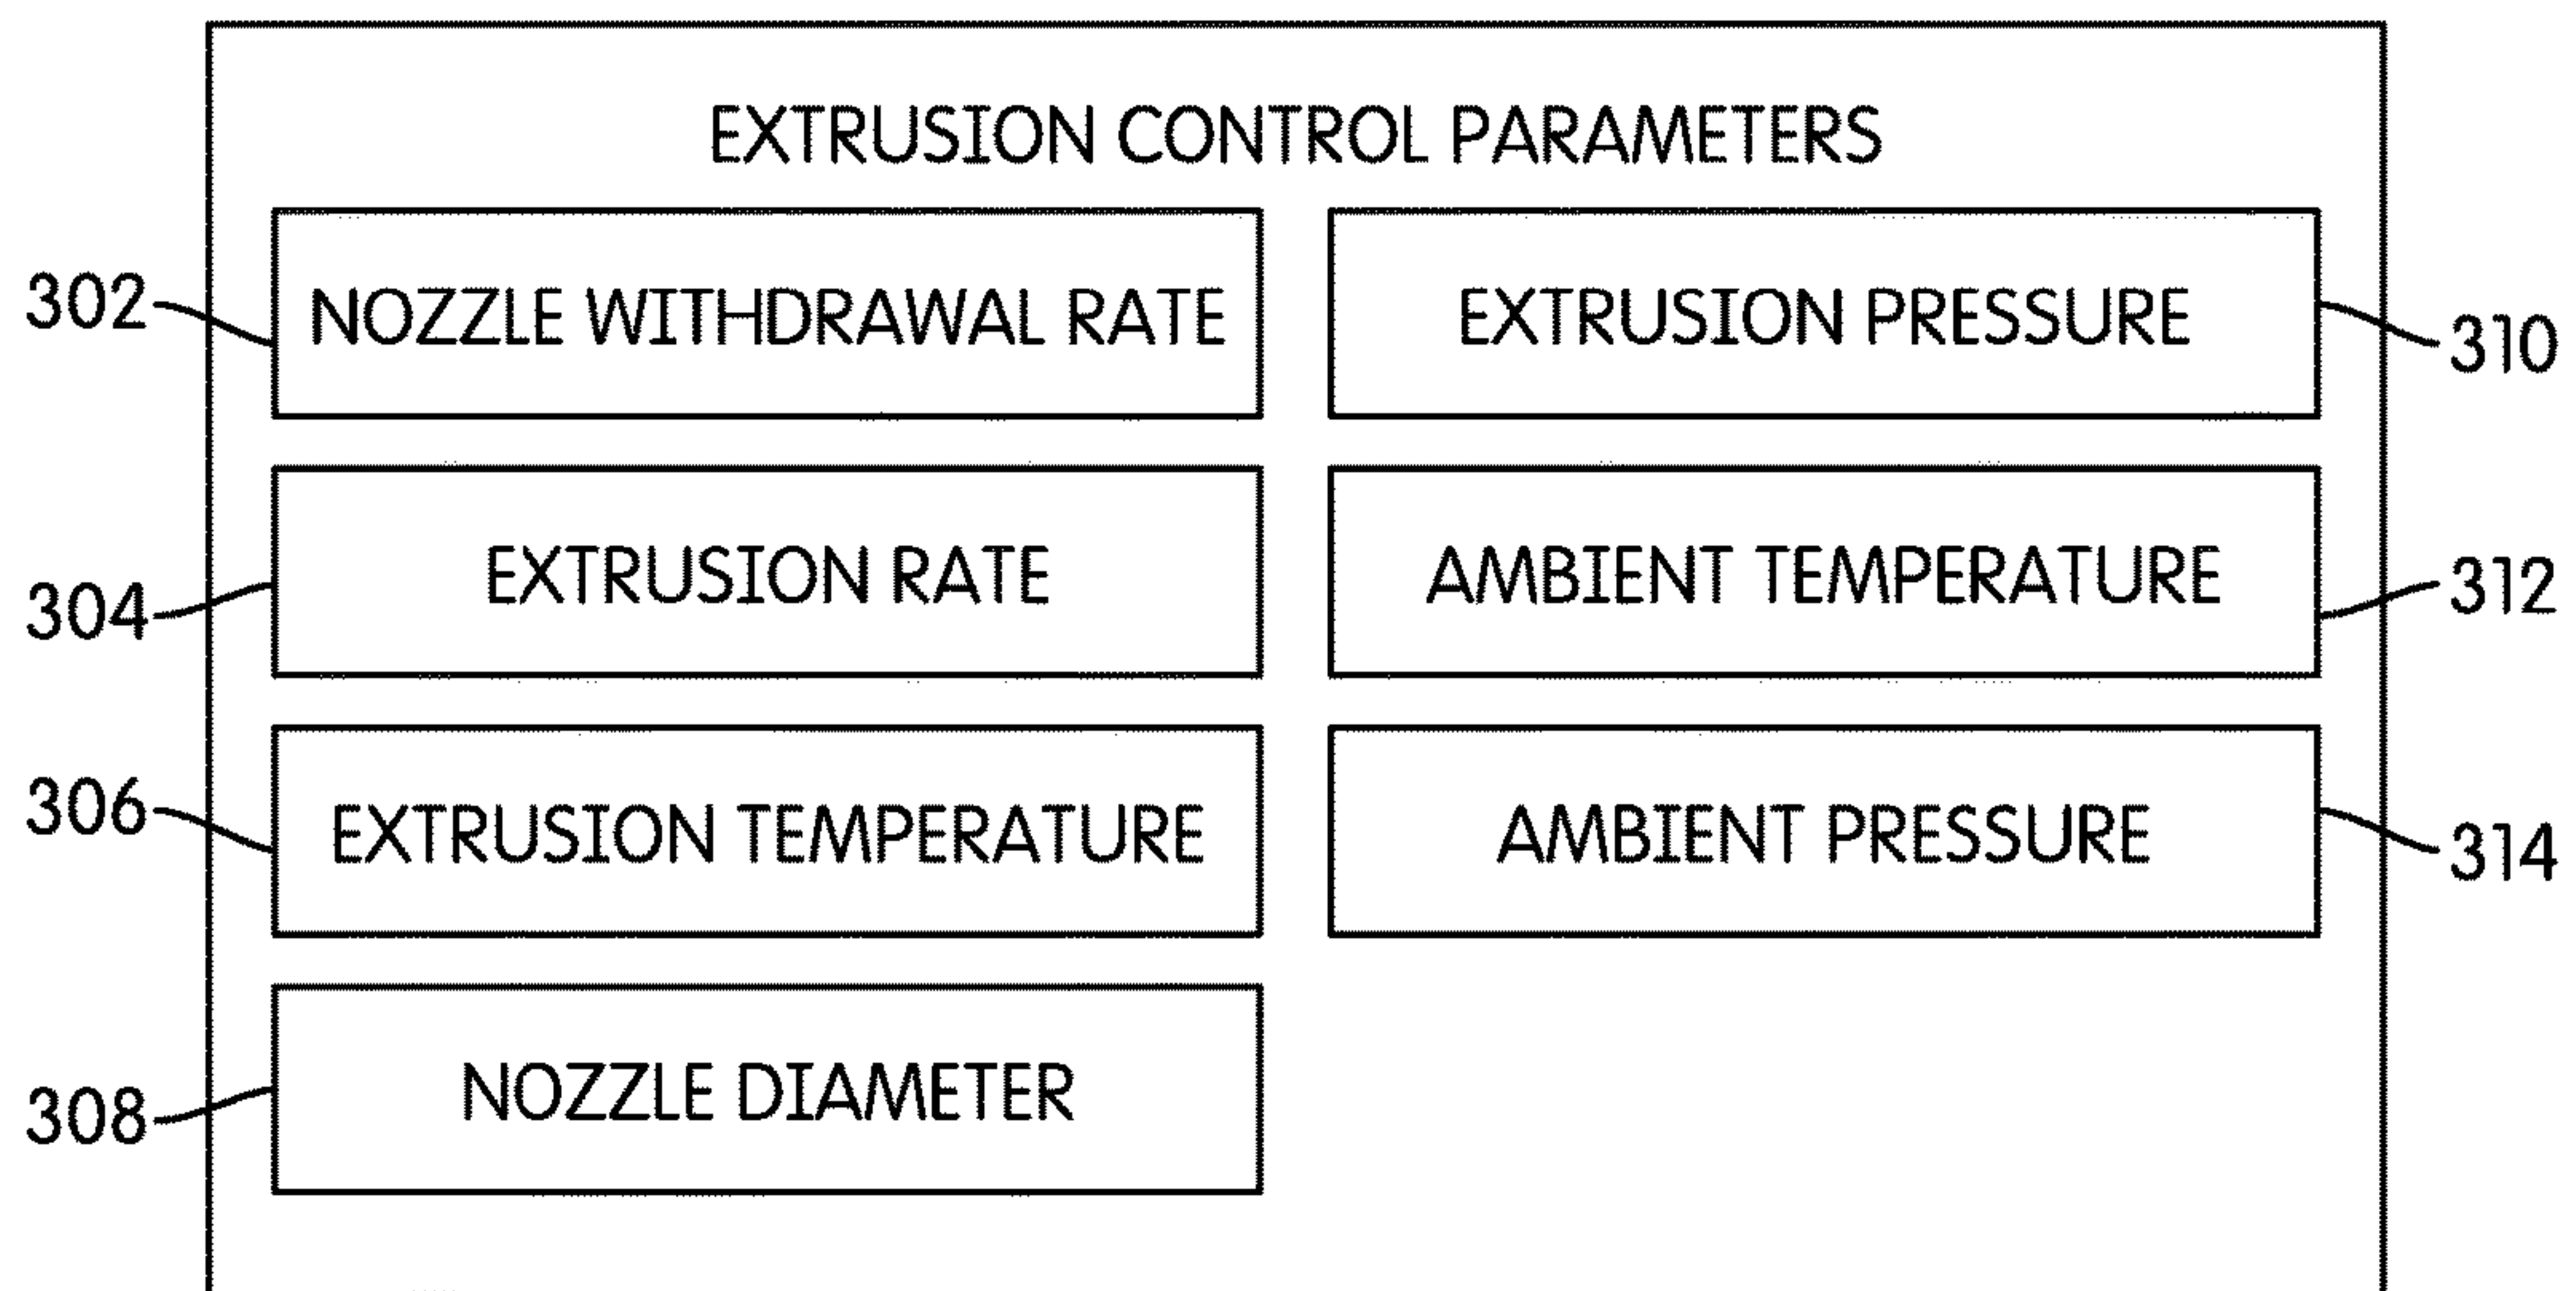 EXTRUSION CONTROL PARAMETERS
302 NOZZLE WITHDRAWAL RATE
EXTRUSION PRESSURE 310
304 EXTRUSION RATE
AMBIENT TEMPERATURE 312
306 EXTRUSION TEMPERATURE
AMBIENT PRESSURE 314
308 NOZZLE DIAMETER